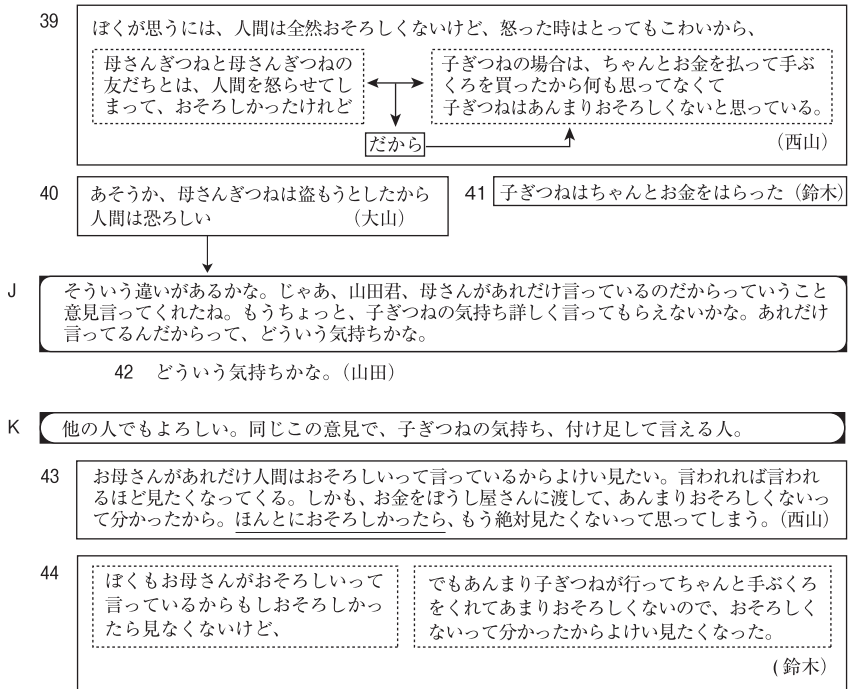 39
ぼくが思うには、人間は全然おそろしくないけど、怒った時はとってもこわいから、
母さんぎつねと母さんぎつねの
友だちとは、人間を怒らせてし
まって、おそろしかったけれど
子ぎつねの場合は、ちゃんとお金を払って手ぶ
くろを買ったから何も思ってなくて
子ぎつねはあんまりおそろしくないと思っている。
だから
（西山）
40
あそうか、母さんぎつねは盗もうとしたから
人間は恐ろしい （大山）
41 子ぎつねはちゃんとお金をはらった（鈴木）
J
そういう違いがあるかな。じゃあ、山田君、母さんがあれだけ言っているのだからっていうこと
意見言ってくれたね。もうちょっと、子ぎつねの気持ち詳しく言ってもらえないかな。あれだけ
言ってるんだからって、どういう気持ちかな。
42 どういう気持ちかな。（山田）
K 他の人でもよろしい。同じこの意見で、子ぎつねの気持ち、付け足して言える人。
43
お母さんがあれだけ人間はおそろしいって言っているからよけい見たい。言われれば言われ
るほど見たくなってくる。しかも、お金をぼうし屋さんに渡して、あんまりおそろしくないっ
て分かったから。ほんとにおそろしかったら、もう絶対見たくないって思ってしまう。（西山）
44
ぼくもお母さんがおそろしいって
言っているからもしおそろしかっ
たら見なくないけど、
でもあんまり子ぎつねが行ってちゃんと手ぶくろ
をくれてあまりおそろしくないので、おそろしく
ないって分かったからよけい見たくなった。
（鈴木）